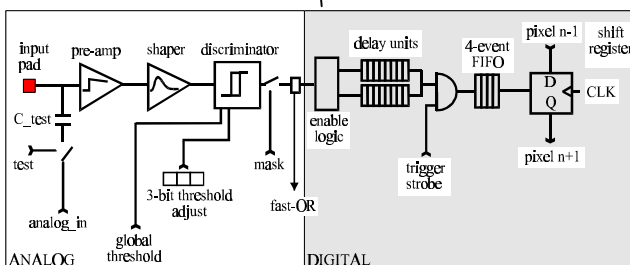 input
pad
pre-amp
shaper
discriminator
delay units
4-event
FIFO
pixel n-1
shift
register
D
Q
CLK
C_test
test
analog_in
3-bit threshold
adjust
global
threshold
mask
fast-OR
enable
logic
trigger
strobe
pixel n+1
ANALOG
DIGITAL